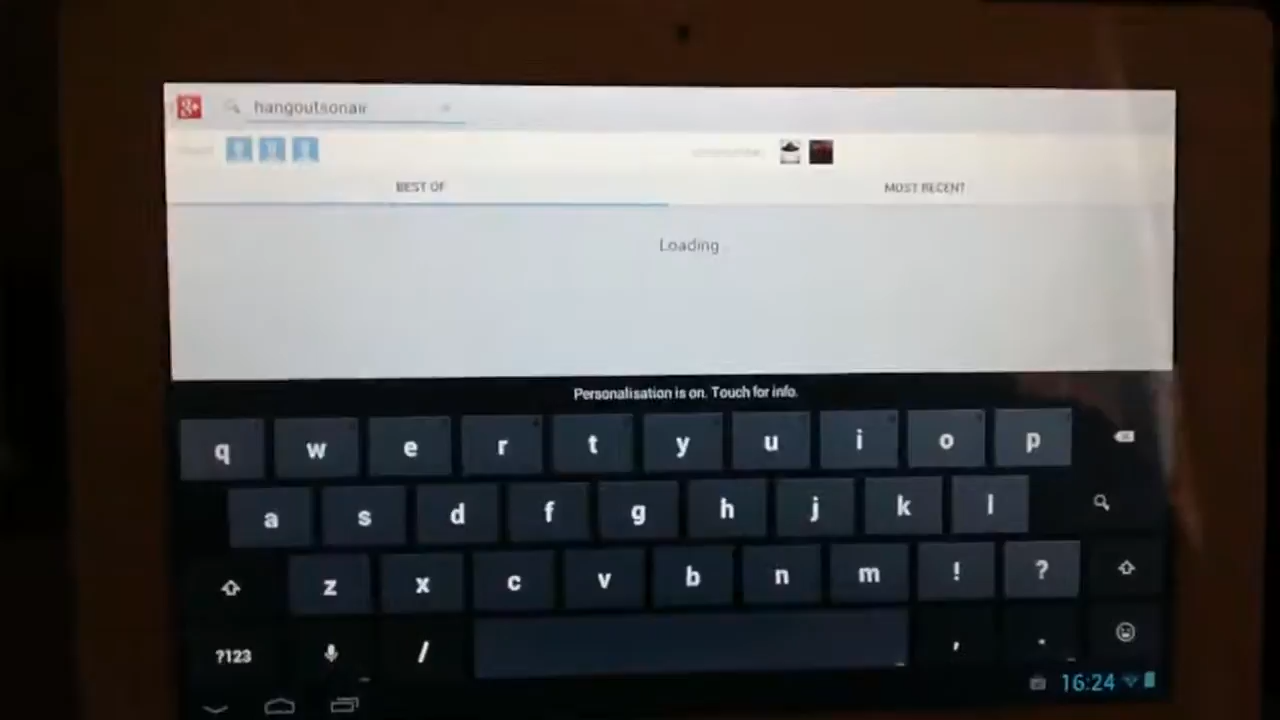 g+ hangoutsonair
BEST OF MOST RECENT
Loading...
Personalisation is on. Touch for info.
q w e r t y u i o p
a s d f g h j k l
z x c v b n m ! ?
?123 / , .
16:24